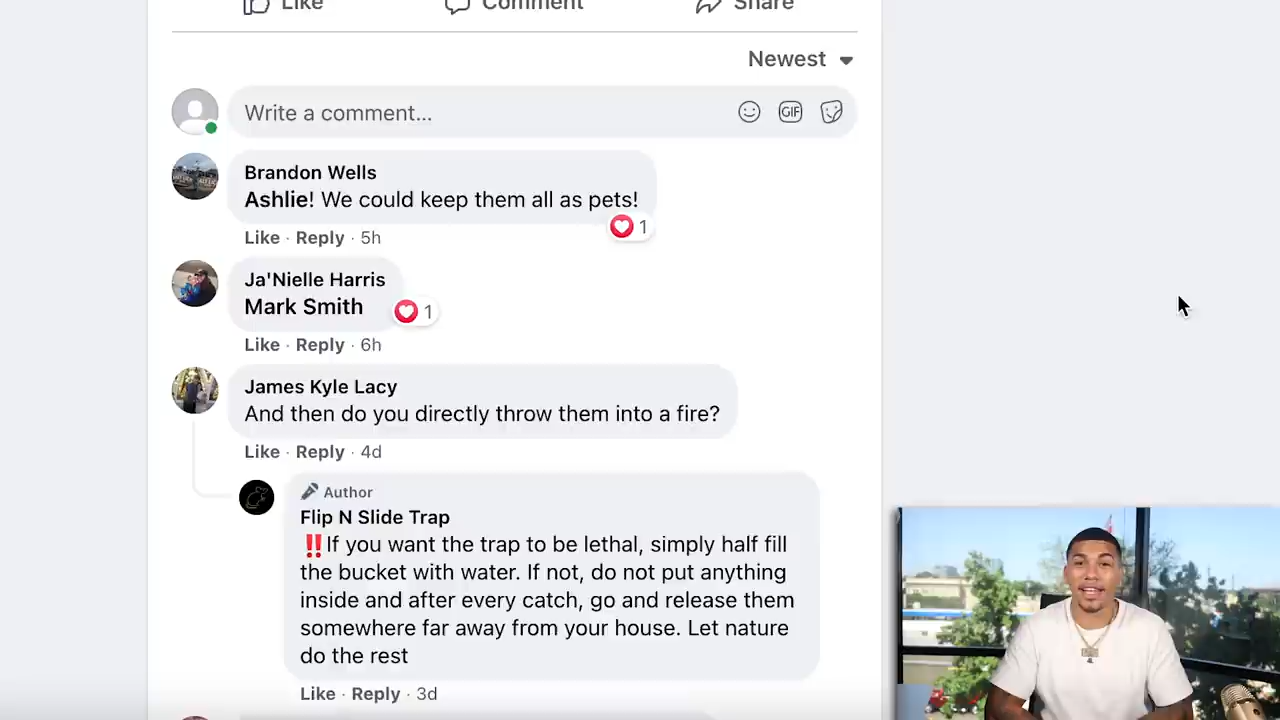 Like Comment Share
Newest
Write a comment... GIF
Brandon Wells
Ashlie! We could keep them all as pets!
1
Like · Reply · 5h
Ja'Nielle Harris
Mark Smith
1
Like · Reply · 6h
James Kyle Lacy
And then do you directly throw them into a fire?
Like · Reply · 4d
Author
Flip N Slide Trap
‼️If you want the trap to be lethal, simply half fill
the bucket with water. If not, do not put anything
inside and after every catch, go and release them
somewhere far away from your house. Let nature
do the rest
Like · Reply · 3d